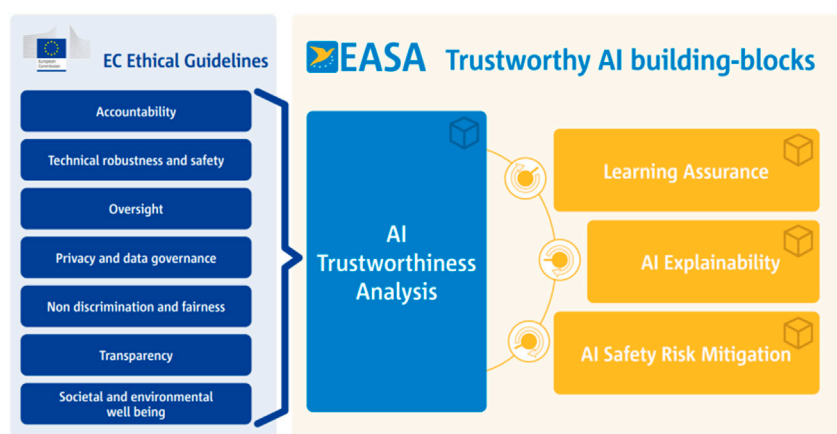 European
Commission
EC Ethical Guidelines
Accountability
Technical robustness and safety
Oversight
Privacy and data governance
Non discrimination and fairness
Transparency
Societal and environmental
well being
EASA Trustworthy AI building-blocks
AI
Trustworthiness
Analysis
Learning Assurance
AI Explainability
AI Safety Risk Mitigation